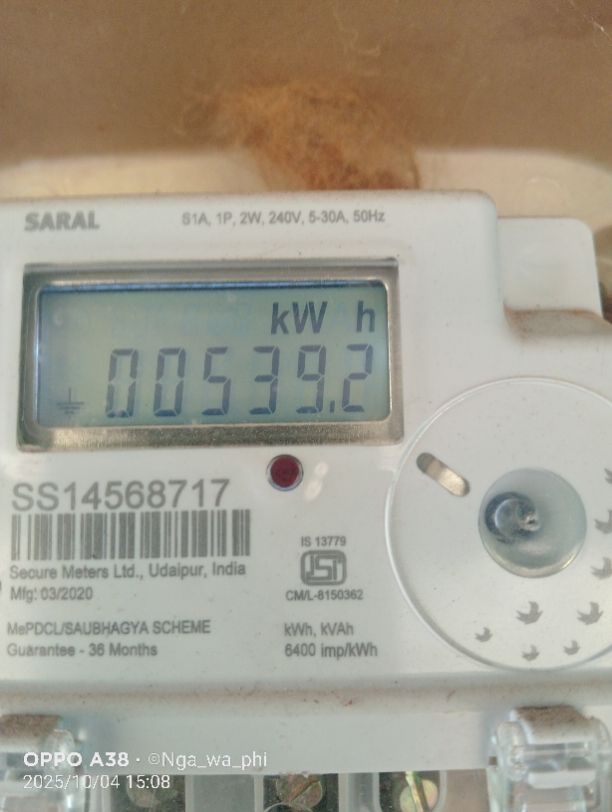 SARAL
S1A, 1P, 2W, 240V, 5-30A, 50Hz
kW h
00539.2
SS14568717
IS 13779
ISI
Secure Meters Ltd., Udaipur, India
CM/L-8150362
Mfg: 03/2020
MePDCL/SAUBHAGYA SCHEME
kWh, kVAh
Guarantee - 36 Months
6400 imp/kWh
OPPO A38 · ©Nga_wa_phi
2025/10/04 15:08